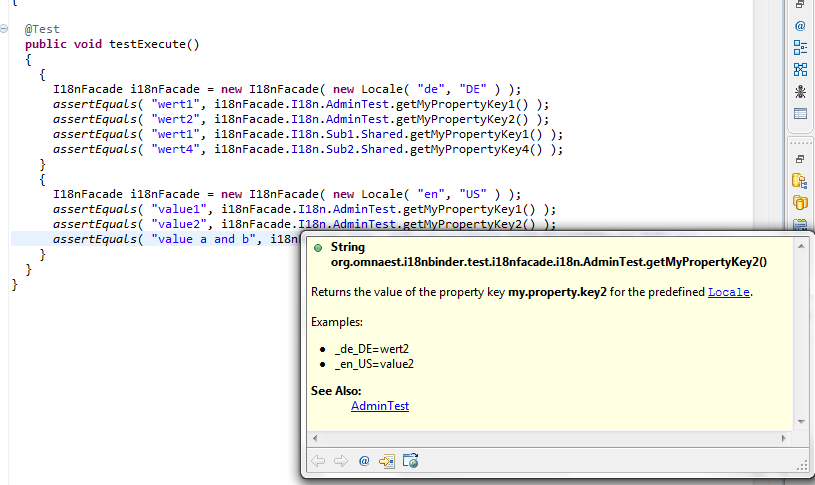 {
@Test
public void testExecute()
{
{
I18nFacade i18nFacade = new I18nFacade( new Locale( "de", "DE" ) );
assertEquals( "wert1", i18nFacade.I18n.AdminTest.getMyPropertyKey1() );
assertEquals( "wert2", i18nFacade.I18n.AdminTest.getMyPropertyKey2() );
assertEquals( "wert1", i18nFacade.I18n.Sub1.Shared.getMyPropertyKey1() );
assertEquals( "wert4", i18nFacade.I18n.Sub2.Shared.getMyPropertyKey4() );
}
{
I18nFacade i18nFacade = new I18nFacade( new Locale( "en", "US" ) );
assertEquals( "value1", i18nFacade.I18n.AdminTest.getMyPropertyKey1() );
assertEquals( "value2", i18nFacade.I18n.AdminTest.getMyPropertyKey2() );
assertEquals( "value a and b", i18n
}
}
}
String
org.omnaest.i18nbinder.test.i18nfacade.i18n.AdminTest.getMyPropertyKey2()
Returns the value of the property key my.property.key2 for the predefined Locale.
Examples:
• _de_DE=wert2
• _en_US=value2
See Also:
AdminTest